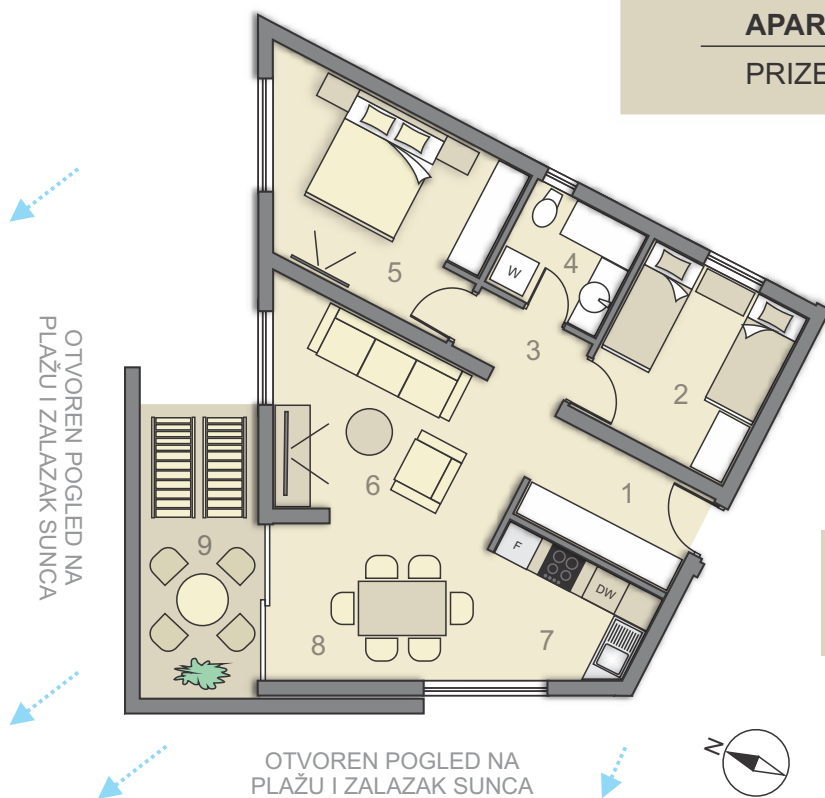 APAR
PRIZE
5
4
W
3
2
OTVOREN POGLED NA
PLAŽU I ZALAZAK SUNCA
6
1
9
F
DW
8
7
OTVOREN POGLED NA
PLAŽU I ZALAZAK SUNCA
N